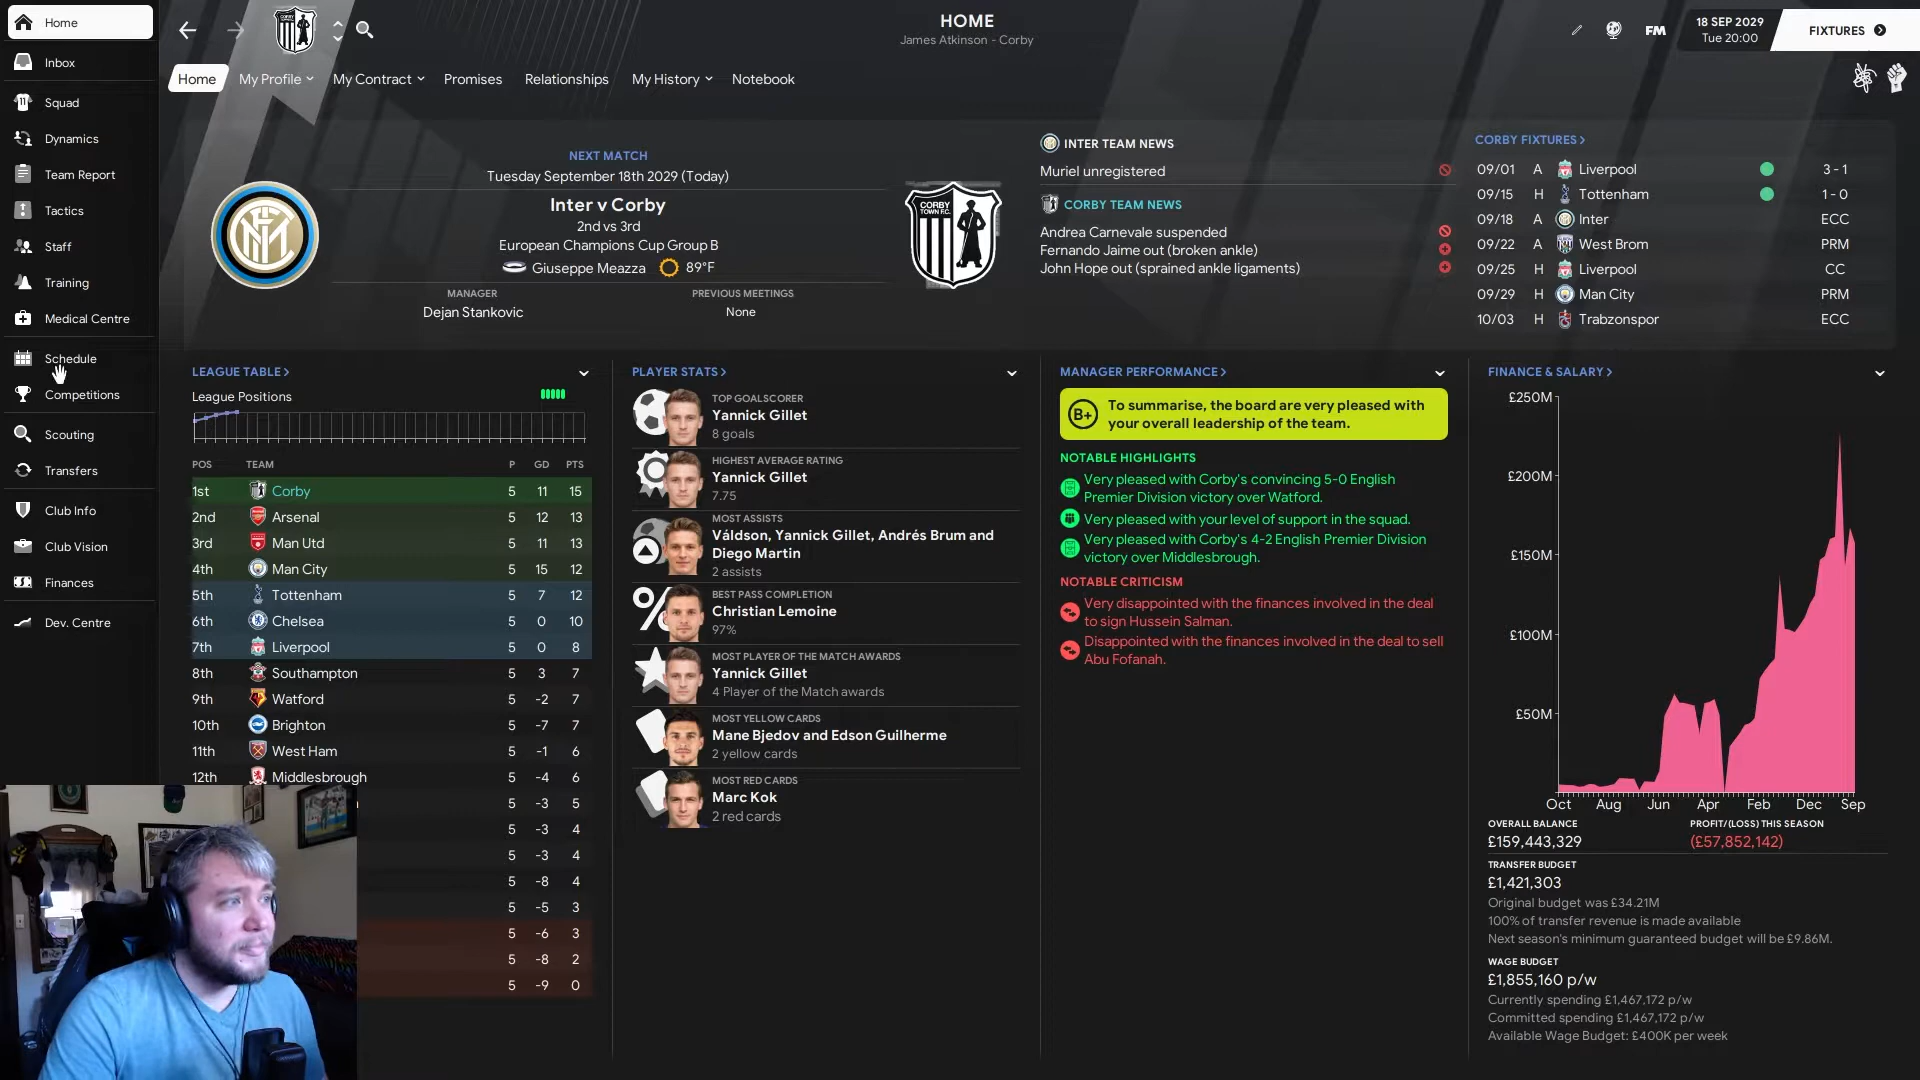 Home
Inbox
Squad
Dynamics
Team Report
Tactics
Staff
Training
Medical Centre
Schedule
Competitions
Scouting
Transfers
Club Info
Club Vision
Finances
Dev. Centre
HOME
James Atkinson - Corby
FM
18 SEP 2029
Tue 20:00
FIXTURES
Home
My Profile
My Contract
Promises
Relationships
My History
Notebook
NEXT MATCH
Tuesday September 18th 2029 (Today)
Inter v Corby
2nd vs 3rd
European Champions Cup Group B
Giuseppe Meazza 89°F
MANAGER
Dejan Stankovic
PREVIOUS MEETINGS
None
CORBY
TOWN F.C.
INTER TEAM NEWS
Muriel unregistered
CORBY TEAM NEWS
Andrea Carnevale suspended
Fernando Jaime out (broken ankle)
John Hope out (sprained ankle ligaments)
CORBY FIXTURES >
09/01 A Liverpool 3 - 1
09/15 H Tottenham 1 - 0
09/18 A Inter ECC
09/22 A West Brom PRM
09/25 H Liverpool CC
09/29 H Man City PRM
10/03 H Trabzonspor ECC
LEAGUE TABLE >
League Positions
POS TEAM P GD PTS
1st Corby 5 11 15
2nd Arsenal 5 12 13
3rd Man Utd 5 11 13
4th Man City 5 15 12
5th Tottenham 5 7 12
6th Chelsea 5 0 10
7th Liverpool 5 0 8
8th Southampton 5 3 7
9th Watford 5 -2 7
10th Brighton 5 -7 7
11th West Ham 5 -1 6
12th Middlesbrough 5 -4 6
5 -3 5
5 -3 4
5 -3 4
5 -8 4
5 -5 3
5 -6 3
5 -8 2
5 -9 0
PLAYER STATS >
TOP GOALSCORER
Yannick Gillet
8 goals
HIGHEST AVERAGE RATING
Yannick Gillet
7.75
MOST ASSISTS
Váldson, Yannick Gillet, Andrés Brum and
Diego Martin
2 assists
BEST PASS COMPLETION
Christian Lemoine
97%
MOST PLAYER OF THE MATCH AWARDS
Yannick Gillet
4 Player of the Match awards
MOST YELLOW CARDS
Mane Bjedov and Edson Guilherme
2 yellow cards
MOST RED CARDS
Marc Kok
2 red cards
MANAGER PERFORMANCE >
B+
To summarise, the board are very pleased with
your overall leadership of the team.
NOTABLE HIGHLIGHTS
Very pleased with Corby's convincing 5-0 English
Premier Division victory over Watford.
Very pleased with your level of support in the squad.
Very pleased with Corby's 4-2 English Premier Division
victory over Middlesbrough.
NOTABLE CRITICISM
Very disappointed with the finances involved in the deal
to sign Hussein Salman.
Disappointed with the finances involved in the deal to sell
Abu Fofanah.
FINANCE & SALARY >
£250M
£200M
£150M
£100M
£50M
Oct Aug Jun Apr Feb Dec Sep
OVERALL BALANCE
£159,443,329
PROFIT/(LOSS) THIS SEASON
(£57,852,142)
TRANSFER BUDGET
£1,421,303
Original budget was £34.21M
100% of transfer revenue is made available
Next season's minimum guaranteed budget will be £9.86M.
WAGE BUDGET
£1,855,160 p/w
Currently spending £1,467,172 p/w
Committed spending £1,467,172 p/w
Available Wage Budget: £400K per week